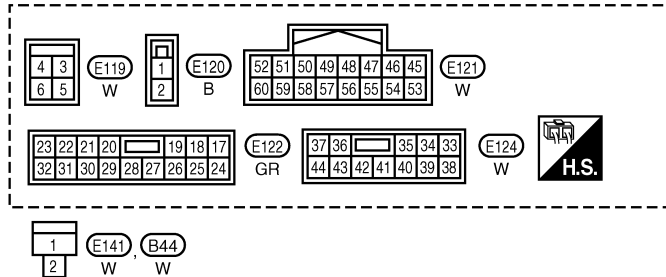 4 3 E119 1 E120 52 51 50 49 48 47 46 45 E121
6 5 W 2 B 60 59 58 57 56 55 54 53 W
23 22 21 20 19 18 17 E122 37 36 35 34 33 E124
32 31 30 29 28 27 26 25 24 GR 44 43 42 41 40 39 38 W H.S.
1 E141 , B44
2 W W